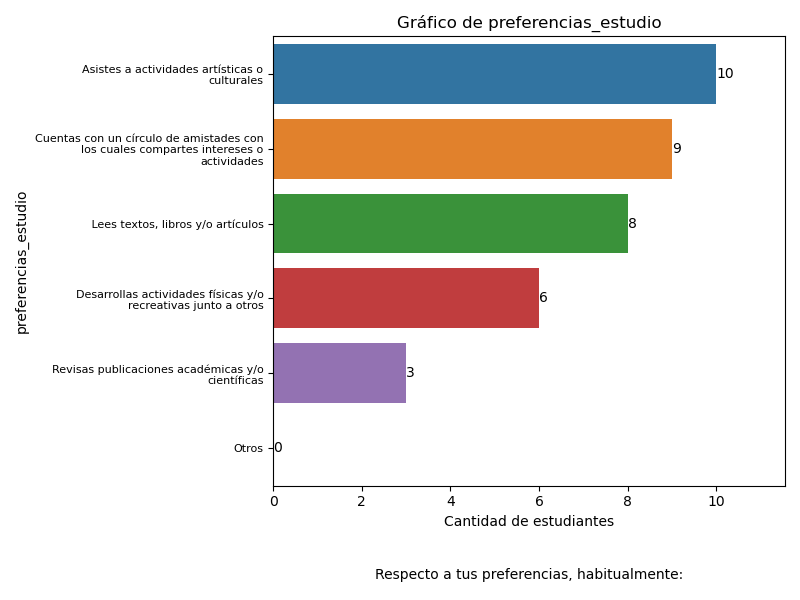 Gráfico de preferencias_estudio
preferencias_estudio
Asistes a actividades artísticas o
culturales
10
Cuentas con un círculo de amistades con
los cuales compartes intereses o
actividades
9
Lees textos, libros y/o artículos
8
Desarrollas actividades físicas y/o
recreativas junto a otros
6
Revisas publicaciones académicas y/o
científicas
3
Otros
0
0 2 4 6 8 10
Cantidad de estudiantes
Respecto a tus preferencias, habitualmente: